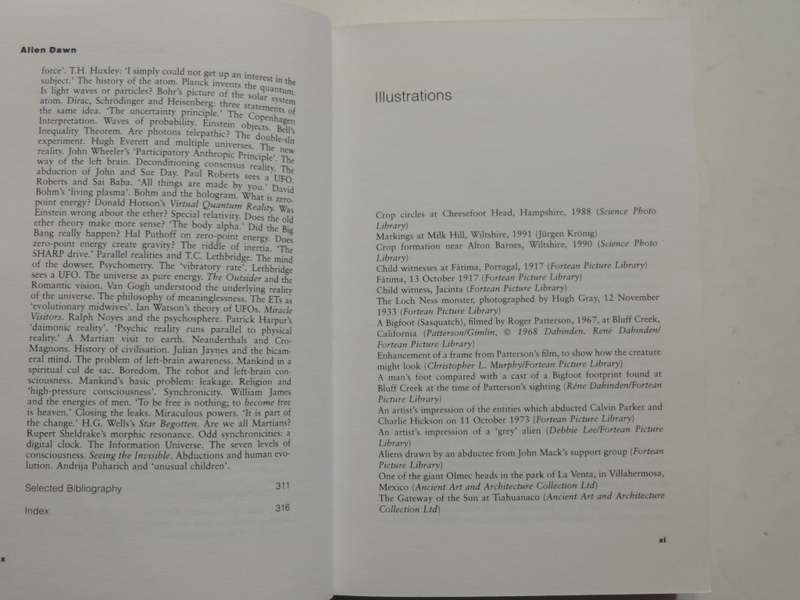 Alien Dawn
force'. T.H. Huxley: 'I simply could not get up an interest in the
subject.' The history of the atom. Planck invents the quantum.
Is light waves or particles? Bohr's picture of the solar system
atom. Dirac, Schrödinger and Heisenberg: three statements of
the same idea. 'The uncertainty principle.' The Copenhagen
Interpretation. Waves of probability. Einstein objects. Bell's
Inequality Theorem. Are photons telepathic? The double-slit
experiment. Hugh Everett and multiple universes. The new
reality. John Wheeler's 'Participatory Anthropic Principle'. The
way of the left brain. Deconditioning consensus reality. The
abduction of John and Sue Day. Paul Roberts sees a UFO.
Roberts and Sai Baba. 'All things are made by you.' David
Bohm's 'living plasma'. Bohm and the hologram. What is zero-
point energy? Donald Hotson's Virtual Quantum Reality. Was
Einstein wrong about the ether? Special relativity. Does the old
ether theory make more sense? 'The body alpha.' Did the Big
Bang really happen? Hal Puthoff on zero-point energy. Does
zero-point energy create gravity? The riddle of inertia. 'The
SHARP drive.' Parallel realities and T.C. Lethbridge. The mind
of the dowser. Psychometry. The 'vibratory rate'. Lethbridge
sees a UFO. The universe as pure energy. The Outsider and the
Romantic vision. Van Gogh understood the underlying reality
of the universe. The philosophy of meaninglessness. The ETs as
'evolutionary midwives'. Ian Watson's theory of UFOs. Miracle
Visitors. Ralph Noyes and the psychosphere. Patrick Harpur's
'daimonic reality'. 'Psychic reality runs parallel to physical
reality.' A Martian visit to earth. Neanderthals and Cro-
Magnons. History of civilisation. Julian Jaynes and the bicam-
eral mind. The problem of left-brain awareness. Mankind in a
spiritual cul de sac. Boredom. The robot and left-brain con-
sciousness. Mankind's basic problem: leakage. Religion and
'high-pressure consciousness'. Synchronicity. William James
and the energies of men. 'To be free is nothing; to become free
is heaven.' Closing the leaks. Miraculous powers. 'It is part of
the change.' H.G. Wells's Star Begotten. Are we all Martians?
Rupert Sheldrake's morphic resonance. Odd synchronicities: a
digital clock. The Information Universe. The seven levels of
consciousness. Seeing the Invisible. Abductions and human evo-
lution. Andrija Puharich and 'unusual children'.
Selected Bibliography 311
Index 316
x
Illustrations
Crop circles at Cheesefoot Head, Hampshire, 1988 (Science Photo
Library)
Markings at Milk Hill, Wiltshire, 1991 (Jürgen Krönig)
Crop formation near Alton Barnes, Wiltshire, 1990 (Science Photo
Library)
Child witnesses at Fátima, Portugal, 1917 (Fortean Picture Library)
Fátima, 13 October 1917 (Fortean Picture Library)
Child witness, Jacinta (Fortean Picture Library)
The Loch Ness monster, photographed by Hugh Gray, 12 November
1933 (Fortean Picture Library)
A Bigfoot (Sasquatch), filmed by Roger Patterson, 1967, at Bluff Creek,
California (Patterson/Gimlin, © 1968 Dahinden. René Dahinden/
Fortean Picture Library)
Enhancement of a frame from Patterson's film, to show how the creature
might look (Christopher L. Murphy/Fortean Picture Library)
A man's foot compared with a cast of a Bigfoot footprint found at
Bluff Creek at the time of Patterson's sighting (Réne Dahinden/Fortean
Picture Library)
An artist's impression of the entities which abducted Calvin Parker and
Charlie Hickson on 11 October 1973 (Fortean Picture Library)
An artist's impression of a 'grey' alien (Debbie Lee/Fortean Picture
Library)
Aliens drawn by an abductee from John Mack's support group (Fortean
Picture Library)
One of the giant Olmec heads in the park of La Venta, in Villahermosa,
Mexico (Ancient Art and Architecture Collection Ltd)
The Gateway of the Sun at Tiahuanaco (Ancient Art and Architecture
Collection Ltd)
xi